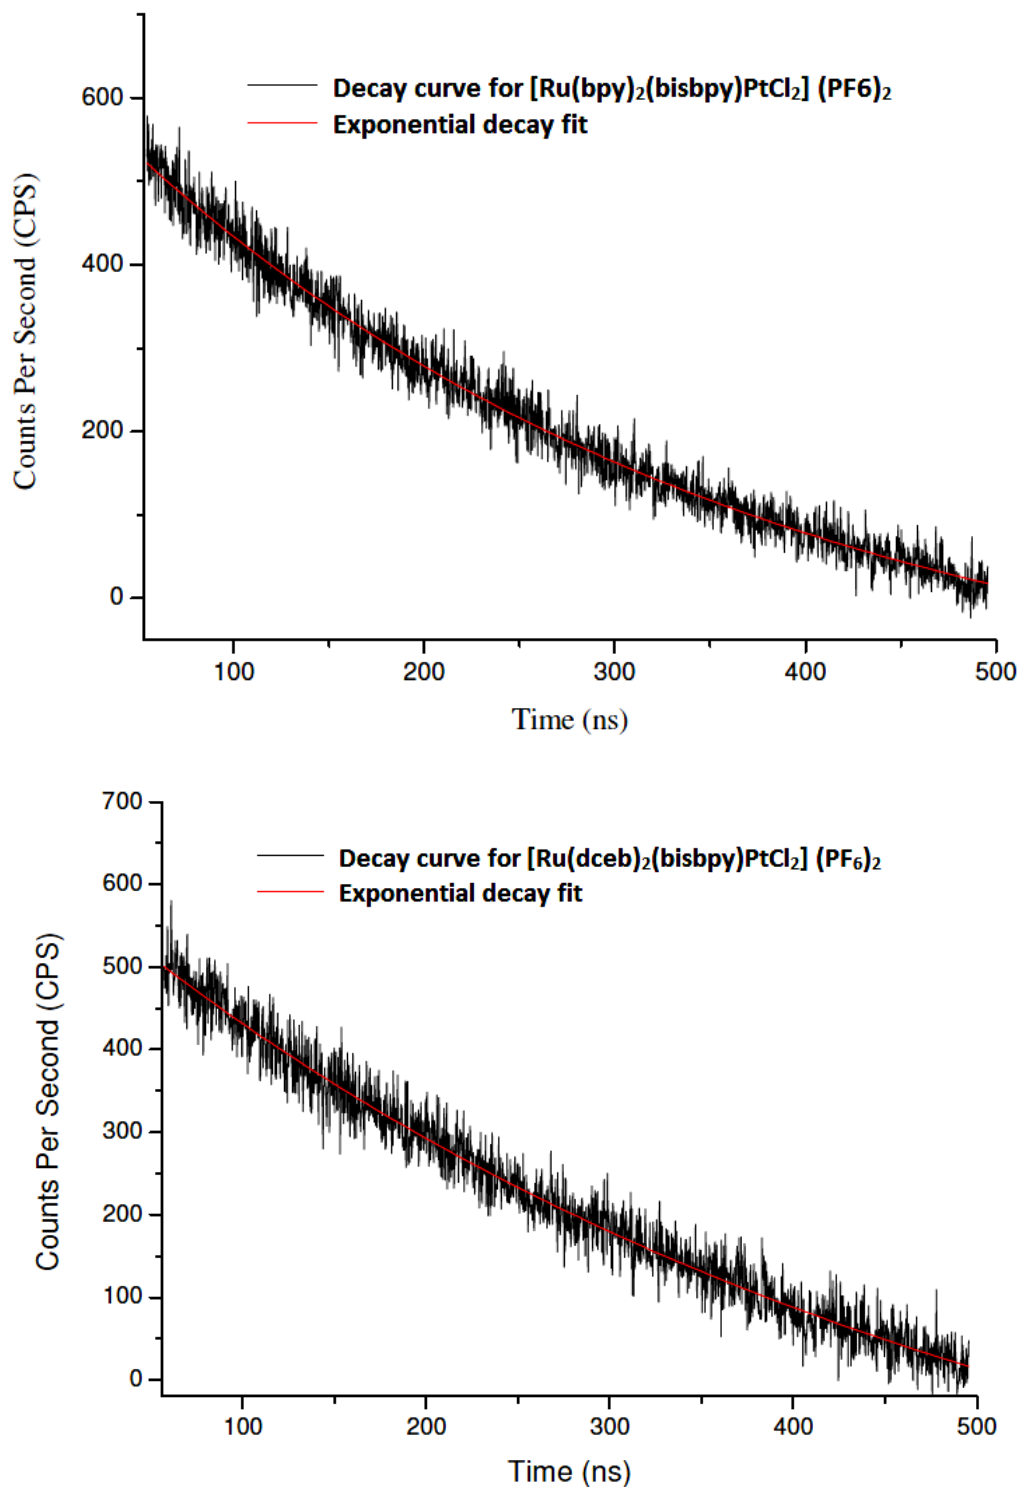 Decay curve for [Ru(bpy)₂(bisbpy)PtCl₂] (PF6)₂
Exponential decay fit
600
400
200
0
Counts Per Second (CPS)
100 200 300 400 500
Time (ns)
700
Decay curve for [Ru(dceb)₂(bisbpy)PtCl₂] (PF₆)₂
Exponential decay fit
600
500
400
300
200
100
0
Counts Per Second (CPS)
100 200 300 400 500
Time (ns)